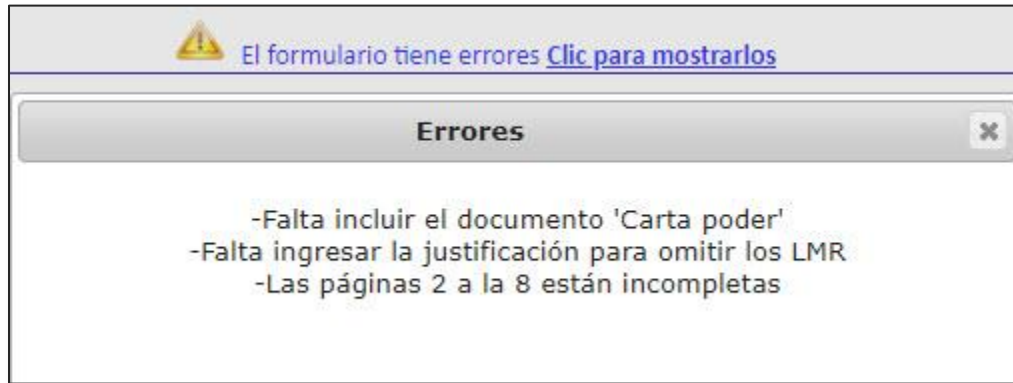 El formulario tiene errores Clic para mostrarlos
Errores
-Falta incluir el documento 'Carta poder'
-Falta ingresar la justificación para omitir los LMR
-Las páginas 2 a la 8 están incompletas